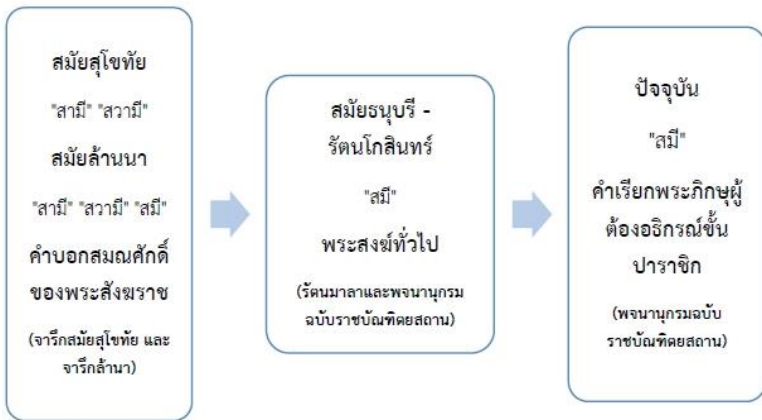 สมัยสุโขทัย
"สามี" "สวามี"
สมัยล้านนา
"สามี" "สวามี" "สมี"
คำบอกสมณศักดิ์
ของพระสังฆราช
(จารึกสมัยสุโขทัย และ
จารึกล้านา)
สมัยธนบุรี -
รัตนโกสินทร์
"สมี"
พระสงฆ์ทั่วไป
(รัตนมาลาและพจนานุกรม
ฉบับราชบัณฑิตยสถาน)
ปัจจุบัน
"สมี"
คำเรียกพระภิกษุผู้
ต้องอธิกรณ์ขั้น
ปาราชิก
(พจนานุกรมฉบับ
ราชบัณฑิตยสถาน)